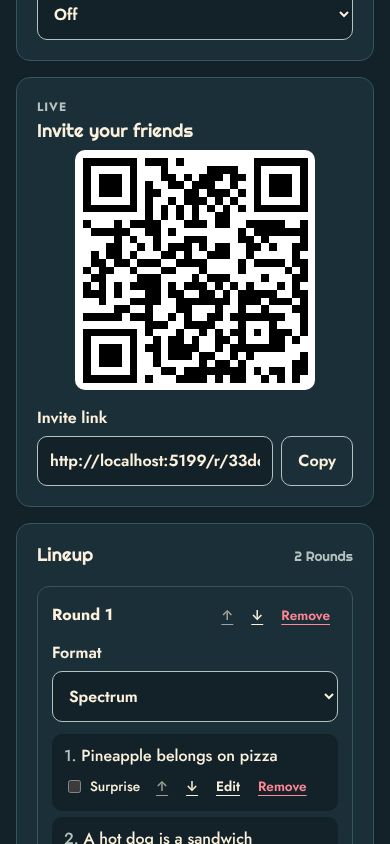 Off
LIVE
Invite your friends
Invite link
http://localhost:5199/r/33d
Copy
Lineup
2 Rounds
Round 1
↑ ↓ Remove
Format
Spectrum
1. Pineapple belongs on pizza
Surprise ↑ ↓ Edit Remove
2. A hot dog is a sandwich